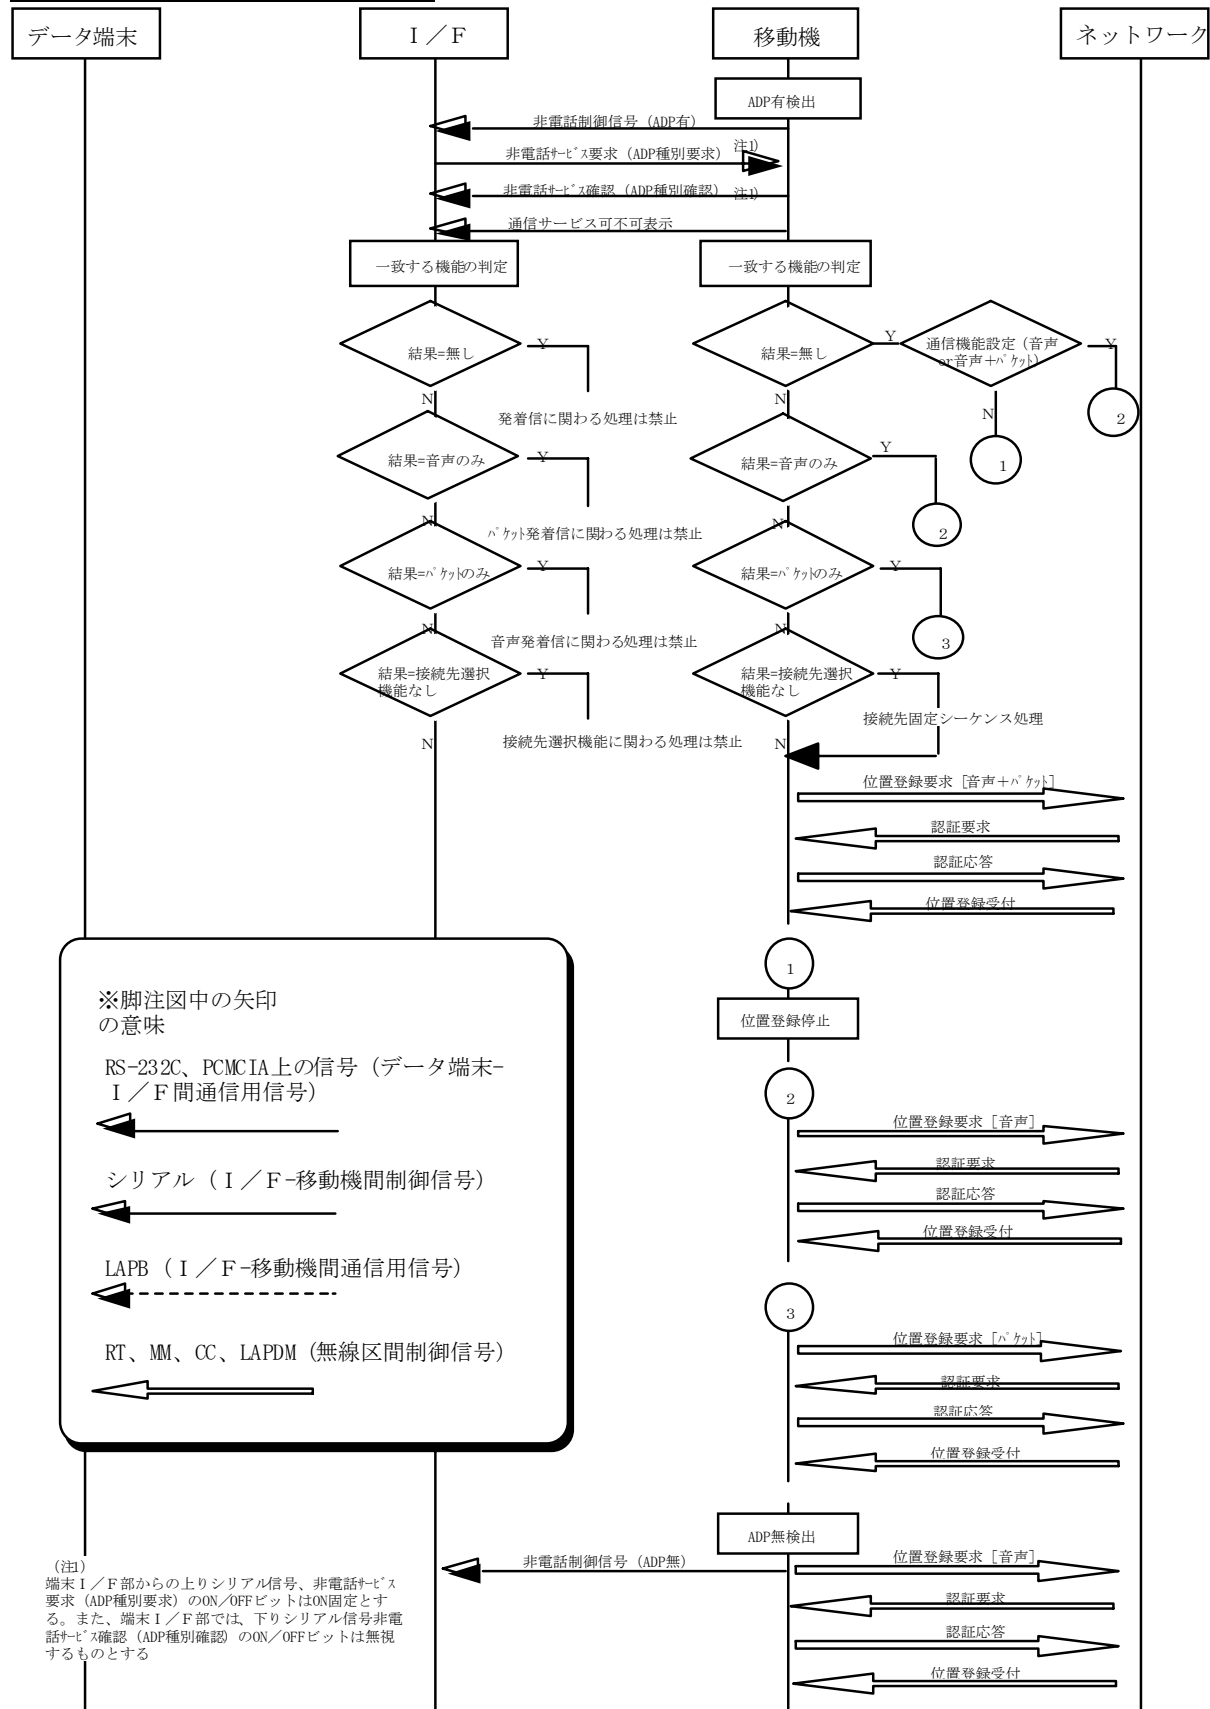 データ端末
Ｉ／Ｆ
移動機
ネットワーク
ADP有検出
非電話制御信号（ADP有）
非電話ｻｰﾋﾞｽ要求（ADP種別要求）
注1)
非電話ｻｰﾋﾞｽ確認（ADP種別確認）
注1)
通信サービス可不可表示
一致する機能の判定
一致する機能の判定
結果=無し
Y
結果=無し
Y
通信機能設定（音声
or音声＋ﾊﾟｹｯﾄ）
Y
N
発着信に関わる処理は禁止
N
N
2
結果=音声のみ
Y
結果=音声のみ
Y
1
N
ﾊﾟｹｯﾄ発着信に関わる処理は禁止
N
2
結果=ﾊﾟｹｯﾄのみ
Y
結果=ﾊﾟｹｯﾄのみ
Y
N
音声発着信に関わる処理は禁止
N
3
結果=接続先選択
機能なし
Y
結果=接続先選択
機能なし
Y
接続先固定シーケンス処理
N
接続先選択機能に関わる処理は禁止
N
位置登録要求［音声＋ﾊﾟｹｯﾄ］
認証要求
認証応答
位置登録受付
1
位置登録停止
2
位置登録要求［音声］
認証要求
認証応答
位置登録受付
3
位置登録要求［ﾊﾟｹｯﾄ］
認証要求
認証応答
位置登録受付
※脚注図中の矢印
の意味
RS-232C、PCMCIA上の信号（データ端末-
Ｉ／Ｆ間通信用信号）
シリアル（Ｉ／Ｆ-移動機間制御信号）
LAPB（Ｉ／Ｆ-移動機間通信用信号）
RT、MM、CC、LAPDM（無線区間制御信号）
ADP無検出
非電話制御信号（ADP無）
位置登録要求［音声］
認証要求
認証応答
位置登録受付
（注1）
端末Ｉ／Ｆ部からの上りシリアル信号、非電話ｻｰﾋﾞｽ
要求（ADP種別要求）のON／OFFビットはON固定とす
る。また、端末Ｉ／Ｆ部では、下りシリアル信号非電
話ｻｰﾋﾞｽ確認（ADP種別確認）のON／OFFビットは無視
するものとする